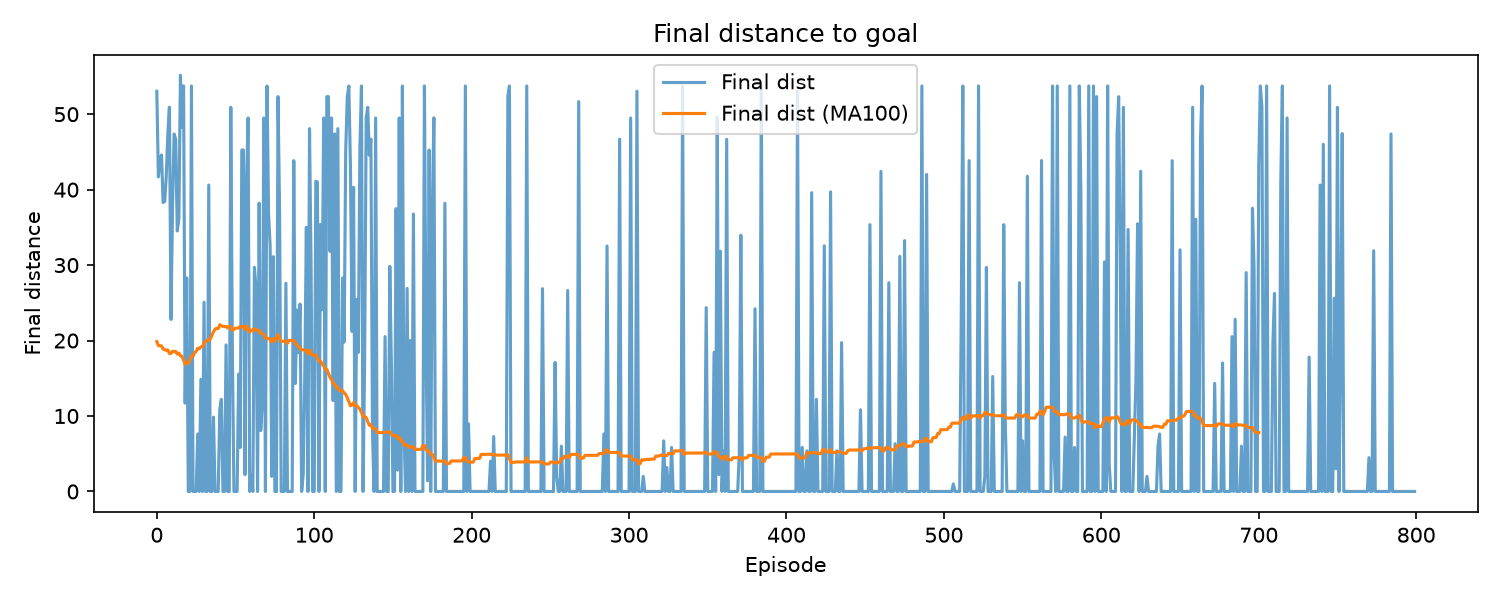 Final distance to goal
Final dist
Final dist (MA100)
Final distance
50
40
30
20
10
0
0 100 200 300 400 500 600 700 800
Episode